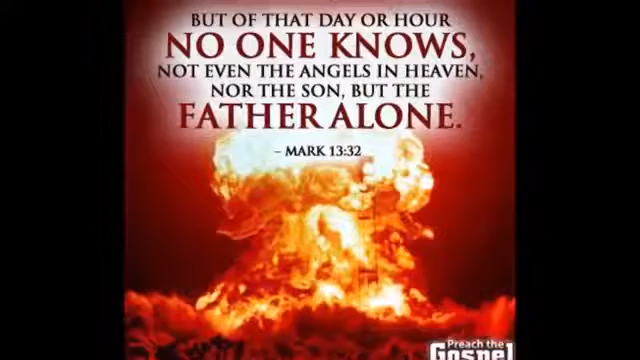 BUT OF THAT DAY OR HOUR
NO ONE KNOWS,
NOT EVEN THE ANGELS IN HEAVEN,
NOR THE SON, BUT THE
FATHER ALONE.
– MARK 13:32
Preach the
Gospel